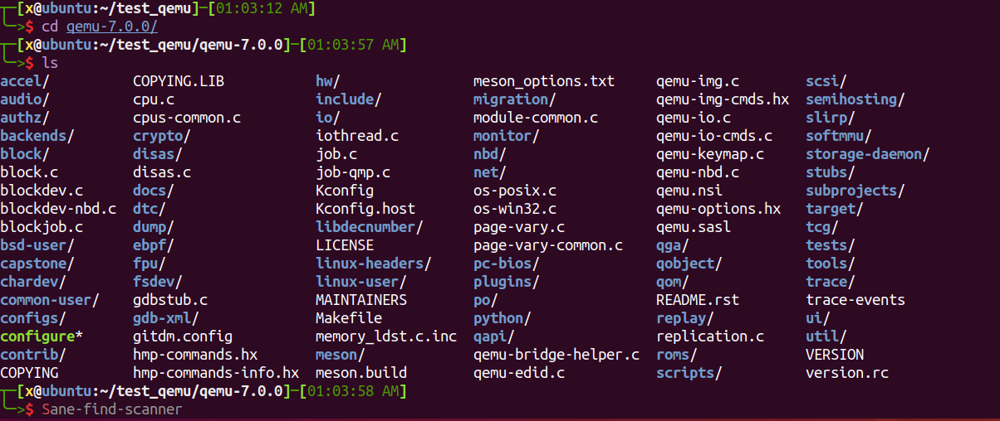 [x@ubuntu:~/test_qemu]-[01:03:12 AM]
>$ cd qemu-7.0.0/
[x@ubuntu:~/test_qemu/qemu-7.0.0]-[01:03:57 AM]
>$ ls
accel/ COPYING.LIB hw/ meson_options.txt qemu-img.c scsi/
audio/ cpu.c include/ migration/ qemu-img-cmds.hx semihosting/
authz/ cpus-common.c io/ module-common.c qemu-io.c slirp/
backends/ crypto/ iothread.c monitor/ qemu-io-cmds.c softmmu/
block/ disas/ job.c nbd/ qemu-keymap.c storage-daemon/
block.c disas.c job-qmp.c net/ qemu-nbd.c stubs/
blockdev.c docs/ Kconfig os-posix.c qemu.nsi subprojects/
blockdev-nbd.c dtc/ Kconfig.host os-win32.c qemu-options.hx target/
blockjob.c dump/ libdecnumber/ page-vary.c qemu.sasl tcg/
bsd-user/ ebpf/ LICENSE page-vary-common.c qga/ tests/
capstone/ fpu/ linux-headers/ pc-bios/ qobject/ tools/
chardev/ fsdev/ linux-user/ plugins/ qom/ trace/
common-user/ gdbstub.c MAINTAINERS po/ README.rst trace-events
configs/ gdb-xml/ Makefile python/ replay/ ui/
configure* gitdm.config memory_ldst.c.inc qapi/ replication.c util/
contrib/ hmp-commands.hx meson/ qemu-bridge-helper.c roms/ VERSION
COPYING hmp-commands-info.hx meson.build qemu-edid.c scripts/ version.rc
[x@ubuntu:~/test_qemu/qemu-7.0.0]-[01:03:58 AM]
>$ Sane-find-scanner